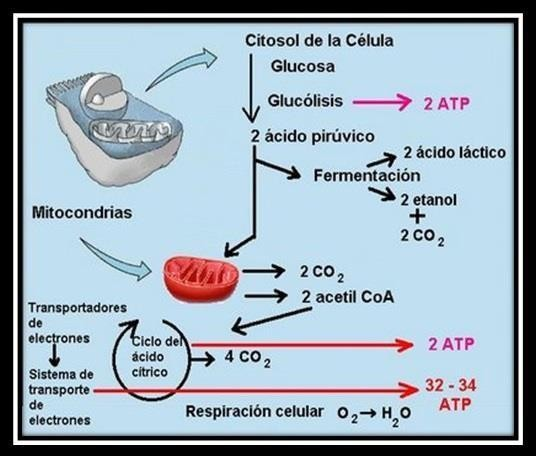 Citosol de la Célula
Glucosa
Glucólisis
2 ATP
2 ácido pirúvico
2 ácido láctico
Fermentación
2 etanol
+
2 CO₂
Mitocondrias
2 CO₂
2 acetil CoA
Transportadores
de
electrones
Ciclo del
ácido
cítrico
4 CO₂
2 ATP
Sistema de
transporte
de
electrones
32 - 34
ATP
Respiración celular O₂→ H₂O